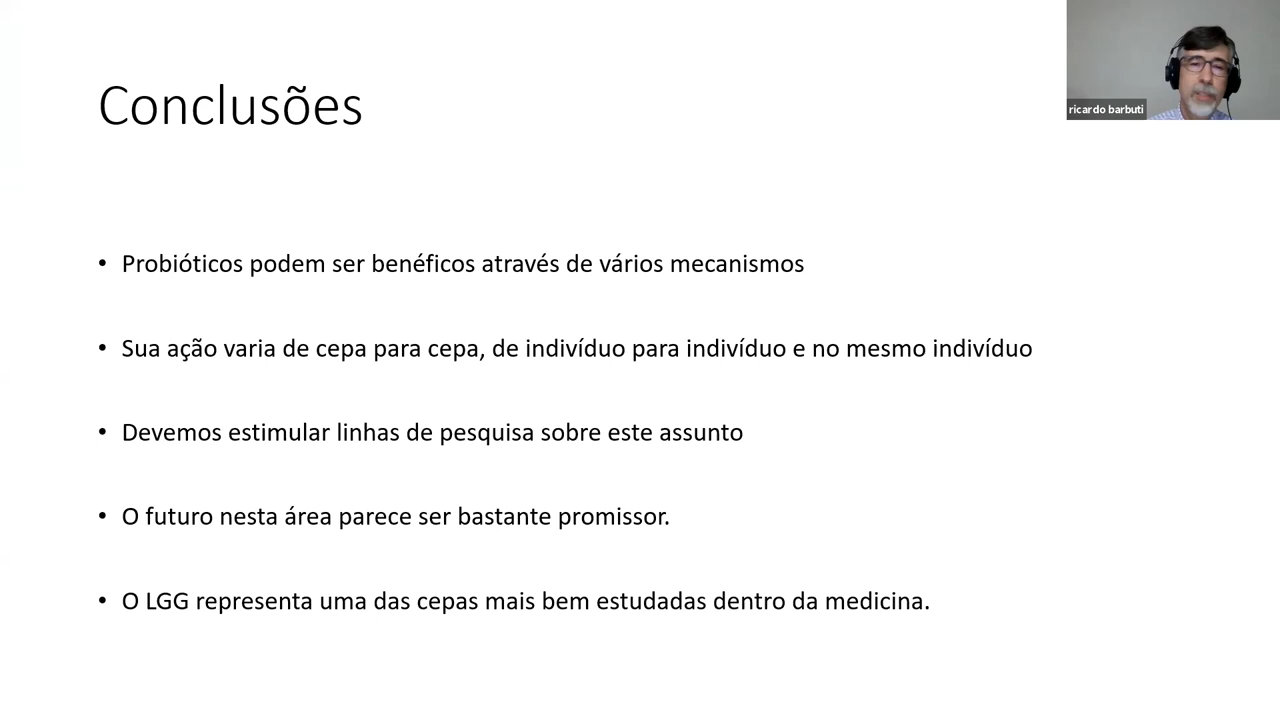 Conclusões
ricardo barbuti
• Probióticos podem ser benéficos através de vários mecanismos
• Sua ação varia de cepa para cepa, de indivíduo para indivíduo e no mesmo indivíduo
• Devemos estimular linhas de pesquisa sobre este assunto
• O futuro nesta área parece ser bastante promissor.
• O LGG representa uma das cepas mais bem estudadas dentro da medicina.